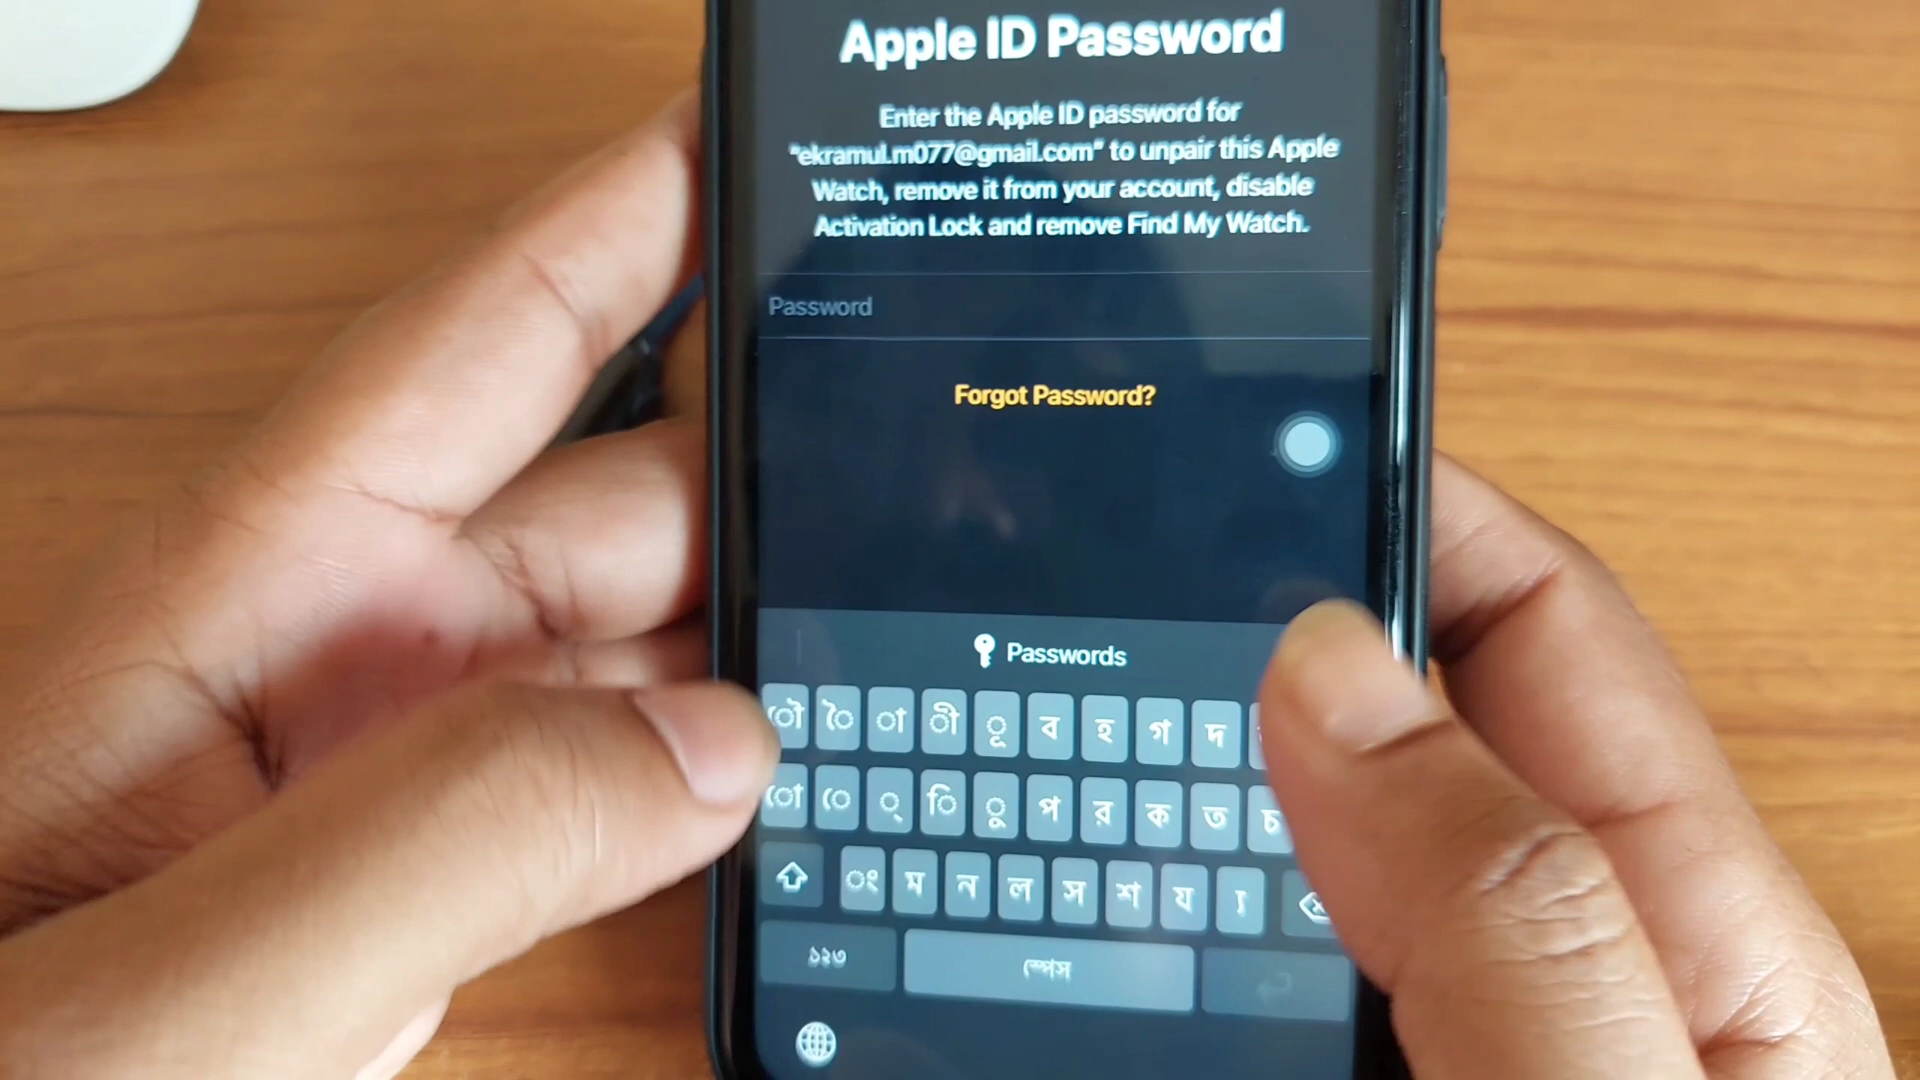 Apple ID Password
Enter the Apple ID password for
"ekramul.m077@gmail.com" to unpair this Apple
Watch, remove it from your account, disable
Activation Lock and remove Find My Watch.
Password
Forgot Password?
Passwords
ৌ ৈ া ী ূ ব হ গ দ
ো ে ্ ি ু প র ক ত চ
ং ম ন ল স শ য
১২৩ স্পেস